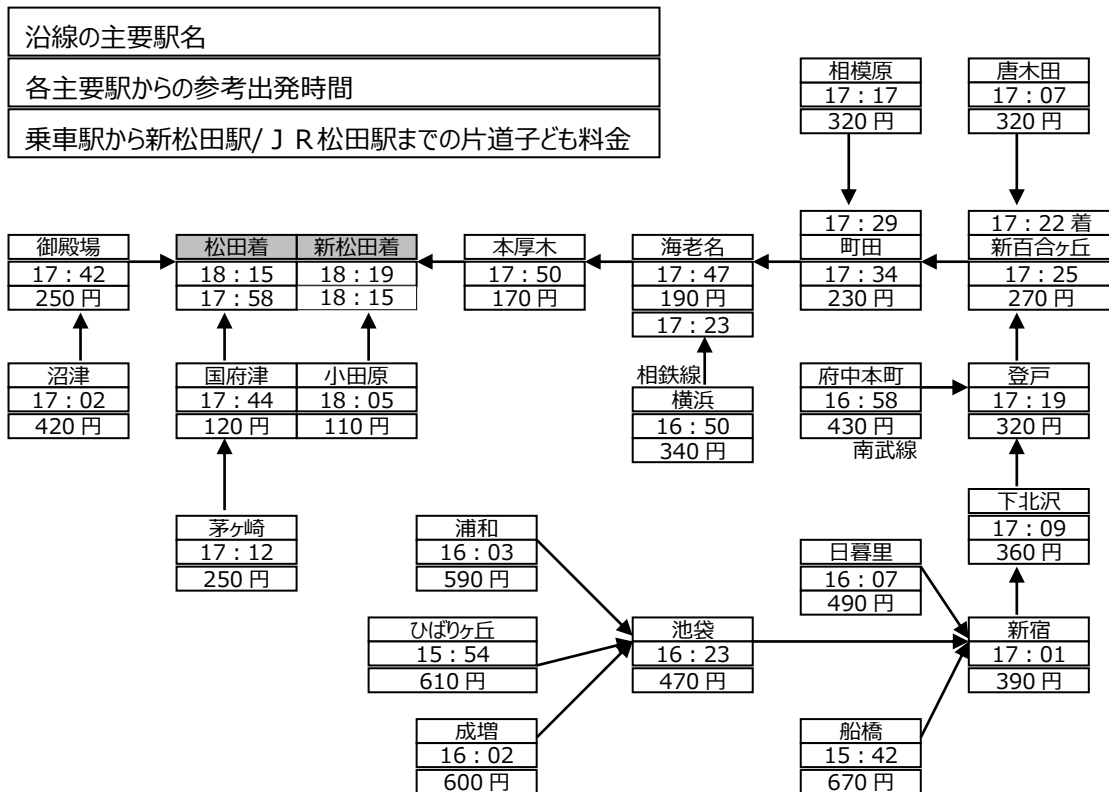 沿線の主要駅名
各主要駅からの参考出発時間
乗車駅から新松田駅/ＪＲ松田駅までの片道子ども料金
相模原
17：17
320 円
唐木田
17：07
320 円
御殿場
17：42
250 円
松田着
18：15
17：58
新松田着
18：19
18：15
本厚木
17：50
170 円
海老名
17：47
190 円
17：23
17：29
町田
17：34
230 円
17：22 着
新百合ヶ丘
17：25
270 円
沼津
17：02
420 円
国府津
17：44
120 円
小田原
18：05
110 円
相鉄線
横浜
16：50
340 円
府中本町
16：58
430 円
南武線
登戸
17：19
320 円
茅ヶ崎
17：12
250 円
浦和
16：03
590 円
日暮里
16：07
490 円
下北沢
17：09
360 円
ひばりヶ丘
15：54
610 円
池袋
16：23
470 円
新宿
17：01
390 円
成増
16：02
600 円
船橋
15：42
670 円